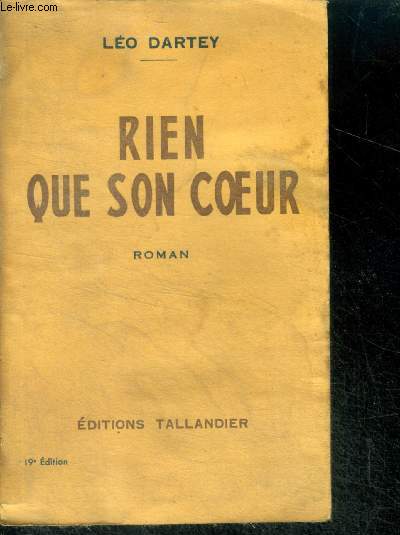 Le-livre.com
LÉO DARTEY
RIEN
QUE SON CŒUR
ROMAN
ÉDITIONS TALLANDIER
19e Édition